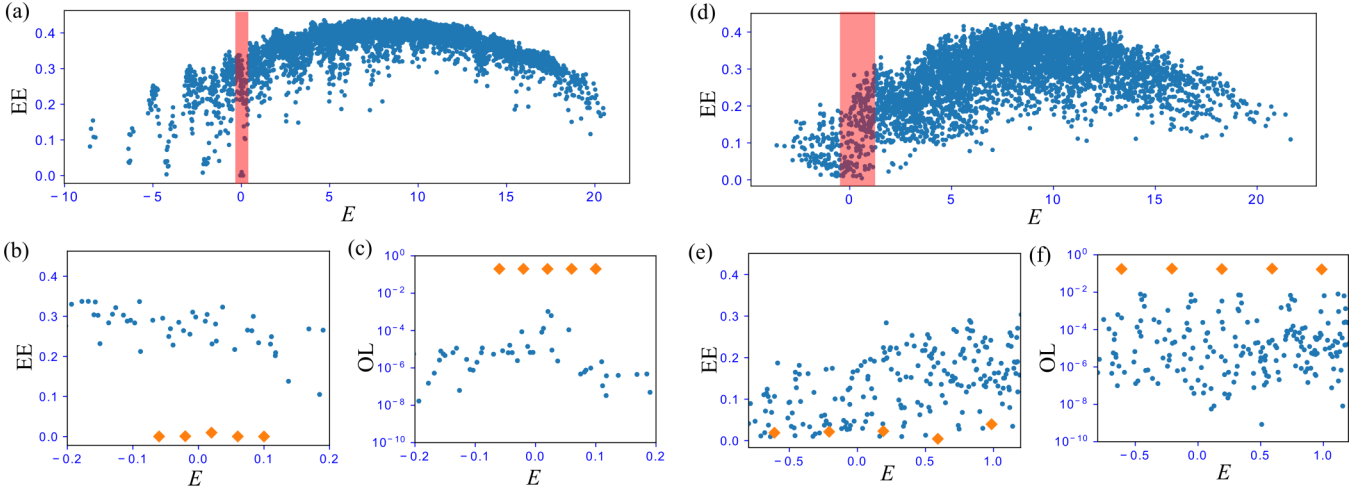 (a)
EE
0.4
0.3
0.2
0.1
0.0
−10 −5 0 5 10 15 20
E
(d)
EE
0.4
0.3
0.2
0.1
0.0
0 5 10 15 20
E
(b)
EE
0.4
0.3
0.2
0.1
0.0
−0.2 −0.1 0.0 0.1 0.2
E
(c)
OL
10^0
10^−2
10^−4
10^−6
10^−8
10^−10
−0.2 −0.1 0.0 0.1 0.2
E
(e)
EE
0.4
0.3
0.2
0.1
0.0
−0.5 0.0 0.5 1.0
E
(f)
OL
10^0
10^−2
10^−4
10^−6
10^−8
10^−10
−0.5 0.0 0.5 1.0
E